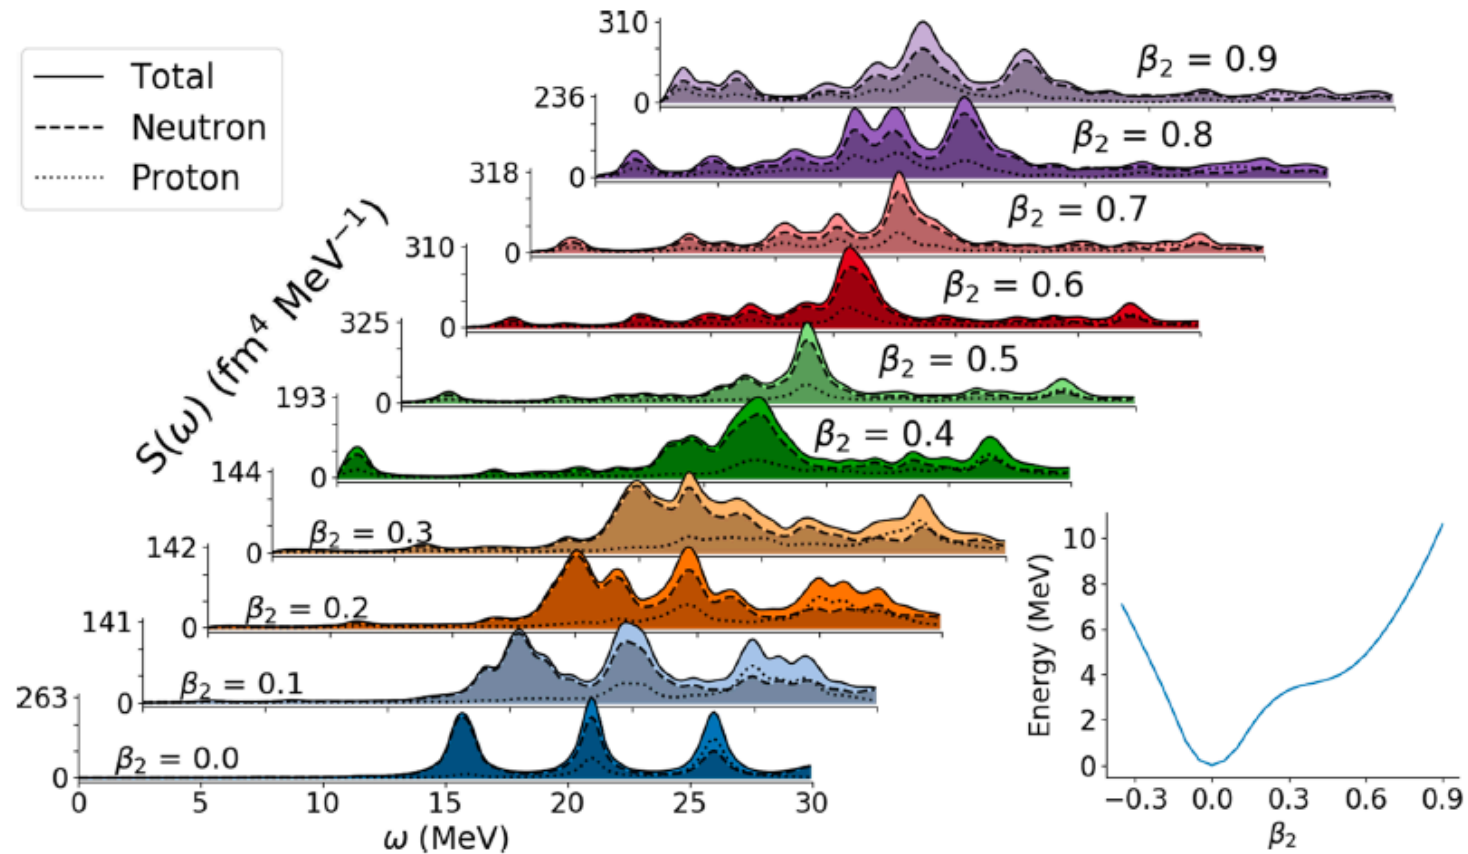 Total
Neutron
Proton
S(ω) (fm⁴ MeV⁻¹)
310
0
β₂ = 0.9
236
0
β₂ = 0.8
318
0
β₂ = 0.7
310
0
β₂ = 0.6
325
0
β₂ = 0.5
193
0
β₂ = 0.4
144
0
β₂ = 0.3
142
0
β₂ = 0.2
141
0
β₂ = 0.1
263
0
β₂ = 0.0
0 5 10 15 20 25 30
ω (MeV)
Energy (MeV)
10
8
6
4
2
0
−0.3 0.0 0.3 0.6 0.9
β₂